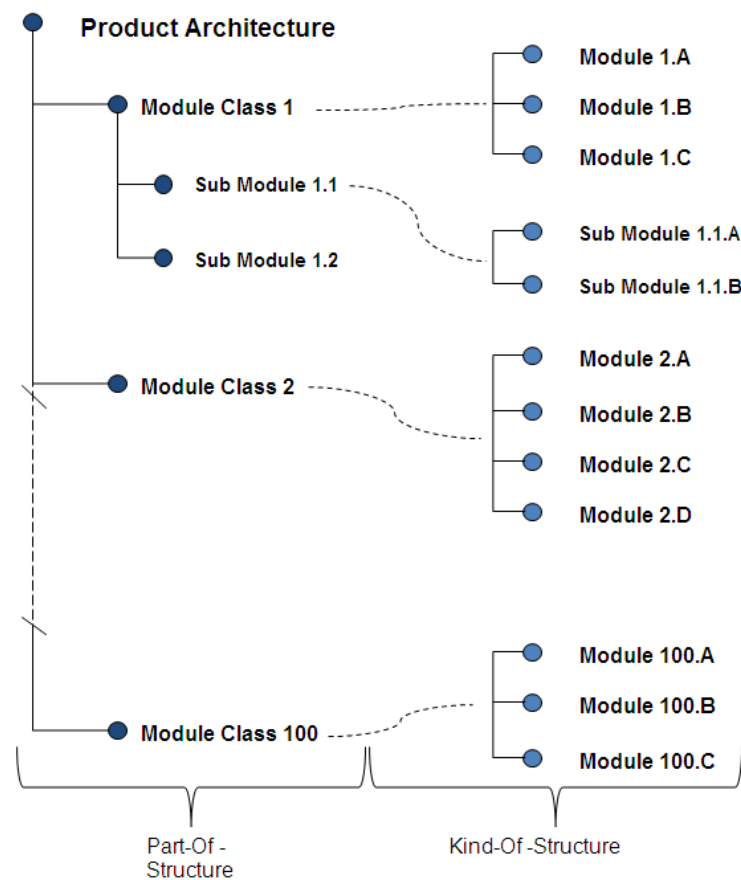 Product Architecture
Module Class 1
Sub Module 1.1
Sub Module 1.2
Module Class 2
Module Class 100
Module 1.A
Module 1.B
Module 1.C
Sub Module 1.1.A
Sub Module 1.1.B
Module 2.A
Module 2.B
Module 2.C
Module 2.D
Module 100.A
Module 100.B
Module 100.C
Part-Of -
Structure
Kind-Of -Structure